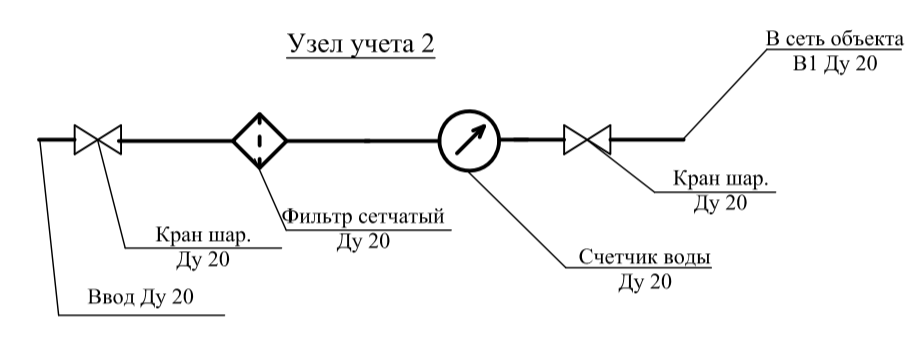 Узел учета 2
В сеть объекта
В1 Ду 20
Кран шар.
Ду 20
Фильтр сетчатый
Ду 20
Кран шар.
Ду 20
Счетчик воды
Ду 20
Ввод Ду 20